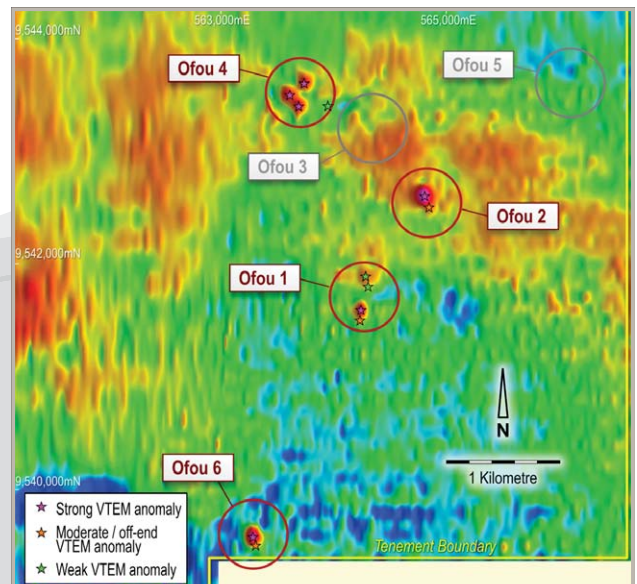 563,000mE
565,000mE
9,544,000mN
Ofou 4
Ofou 5
Ofou 3
Ofou 2
9,542,000mN
Ofou 1
N
1 Kilometre
9,540,000mN
Ofou 6
Strong VTEM anomaly
Moderate / off-end
VTEM anomaly
Weak VTEM anomaly
Tenement Boundary